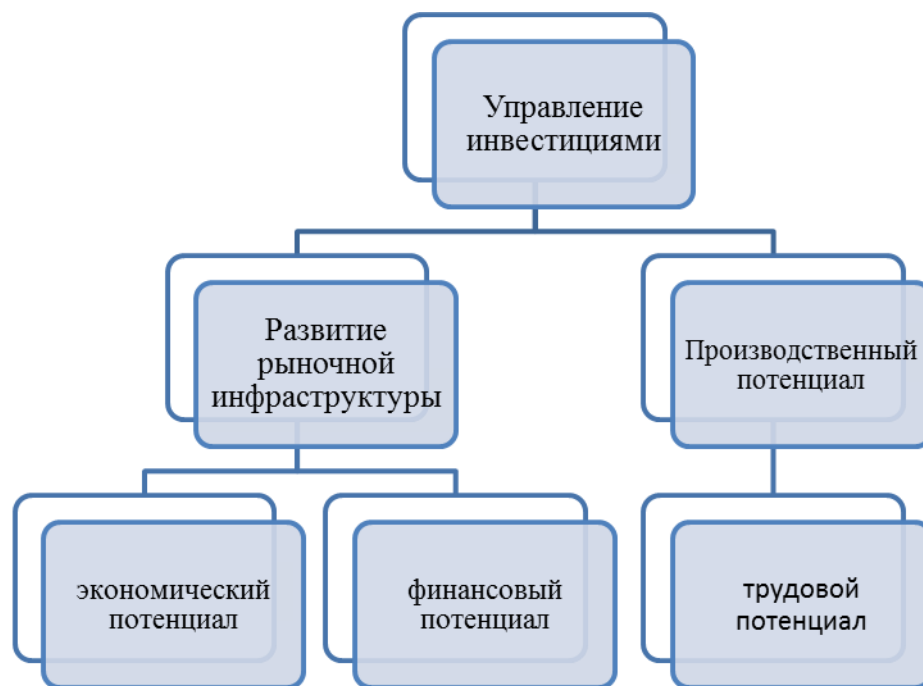 Управление
инвестициями
Развитие
рыночной
инфраструктуры
Производственный
потенциал
экономический
потенциал
финансовый
потенциал
трудовой
потенциал